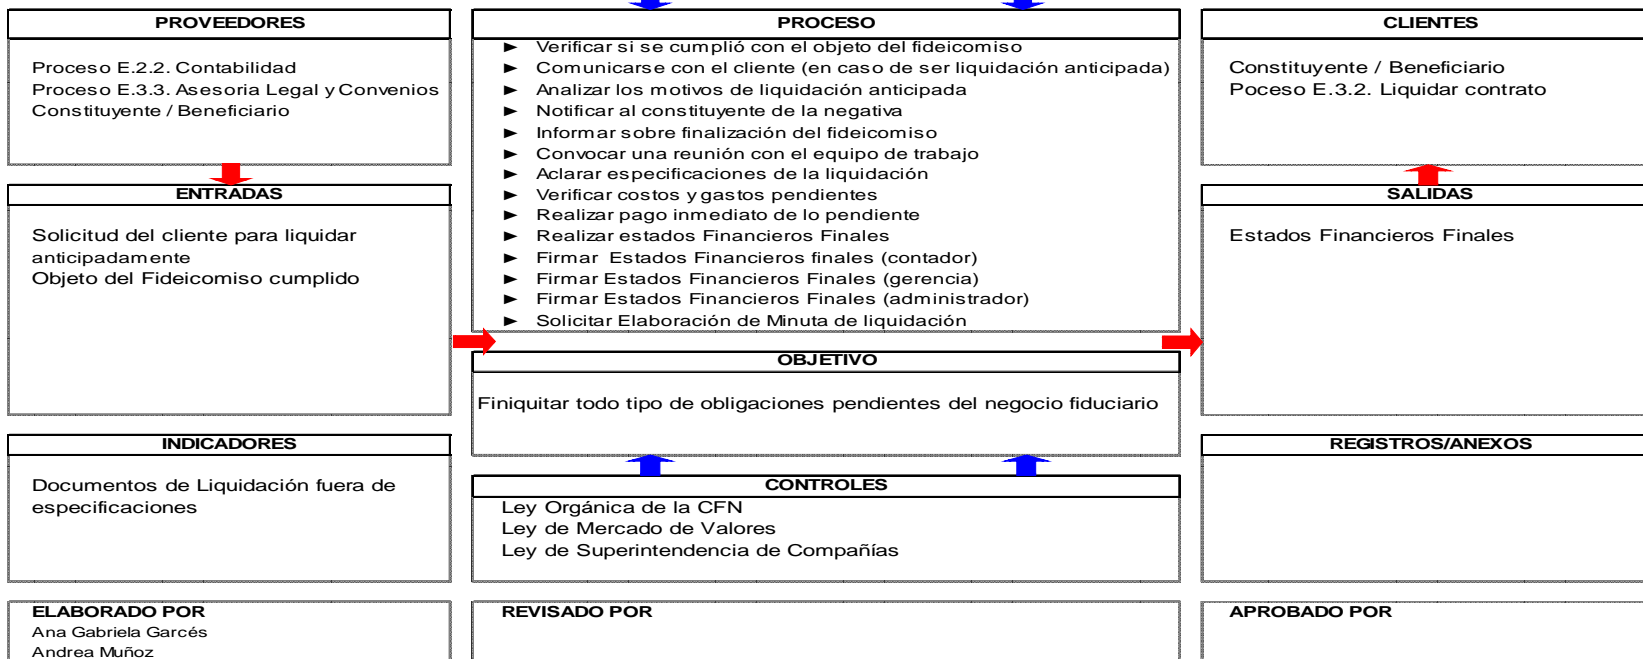 PROVEEDORES
Proceso E.2.2. Contabilidad
Proceso E.3.3. Asesoria Legal y Convenios
Constituyente / Beneficiario
ENTRADAS
Solicitud del cliente para liquidar
anticipadamente
Objeto del Fideicomiso cumplido
INDICADORES
Documentos de Liquidación fuera de
especificaciones
ELABORADO POR
Ana Gabriela Garcés
Andrea Muñoz
PROCESO
► Verificar si se cumplió con el objeto del fideicomiso
► Comunicarse con el cliente (en caso de ser liquidación anticipada)
► Analizar los motivos de liquidación anticipada
► Notificar al constituyente de la negativa
► Informar sobre finalización del fideicomiso
► Convocar una reunión con el equipo de trabajo
► Aclarar especificaciones de la liquidación
► Verificar costos y gastos pendientes
► Realizar pago inmediato de lo pendiente
► Realizar estados Financieros Finales
► Firmar Estados Financieros finales (contador)
► Firmar Estados Financieros Finales (gerencia)
► Firmar Estados Financieros Finales (administrador)
► Solicitar Elaboración de Minuta de liquidación
OBJETIVO
Finiquitar todo tipo de obligaciones pendientes del negocio fiduciario
CONTROLES
Ley Orgánica de la CFN
Ley de Mercado de Valores
Ley de Superintendencia de Compañías
REVISADO POR
CLIENTES
Constituyente / Beneficiario
Poceso E.3.2. Liquidar contrato
SALIDAS
Estados Financieros Finales
REGISTROS/ANEXOS
APROBADO POR